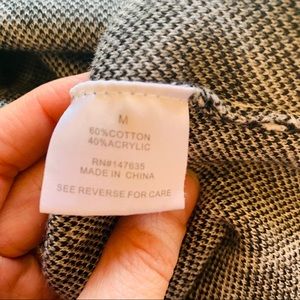 M
60%COTTON
40%ACRYLIC
RN#147635
MADE IN CHINA
SEE REVERSE FOR CARE